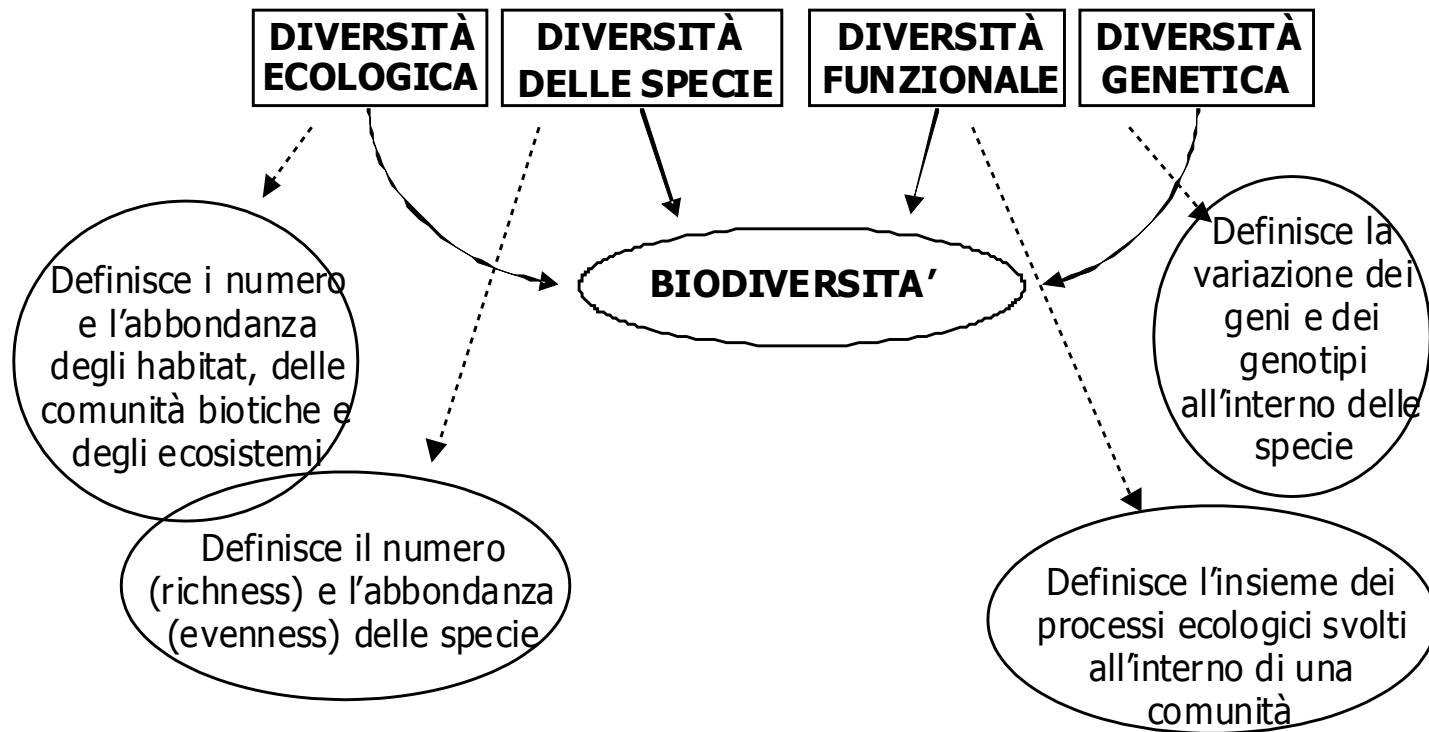 DIVERSITÀ
ECOLOGICA
DIVERSITÀ
DELLE SPECIE
DIVERSITÀ
FUNZIONALE
DIVERSITÀ
GENETICA
BIODIVERSITA’
Definisce i numero
e l’abbondanza
degli habitat, delle
comunità biotiche e
degli ecosistemi
Definisce il numero
(richness) e l’abbondanza
(evenness) delle specie
Definisce la
variazione dei
geni e dei
genotipi
all’interno delle
specie
Definisce l’insieme dei
processi ecologici svolti
all’interno di una
comunità